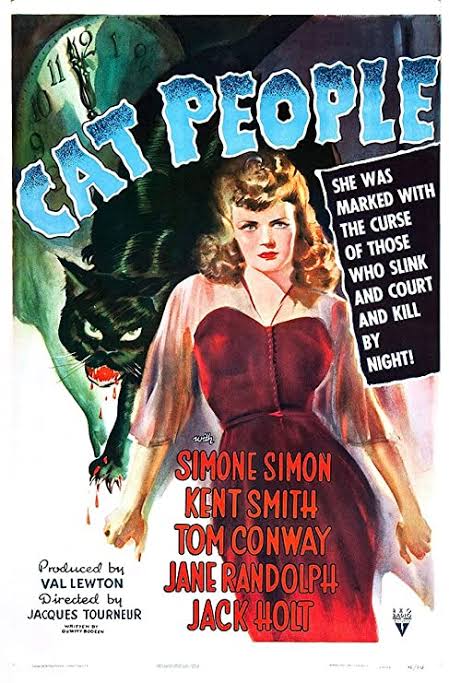 CAT PEOPLE
SHE WAS
MARKED WITH
THE CURSE
OF THOSE
WHO SLINK
AND COURT
AND KILL
BY
NIGHT!
with
SIMONE SIMON
KENT SMITH
TOM CONWAY
JANE RANDOLPH
JACK HOLT
Produced by
VAL LEWTON
Directed by
JACQUES TOURNEUR
WRITTEN BY
DEWITT BODEEN
RKO
RADIO